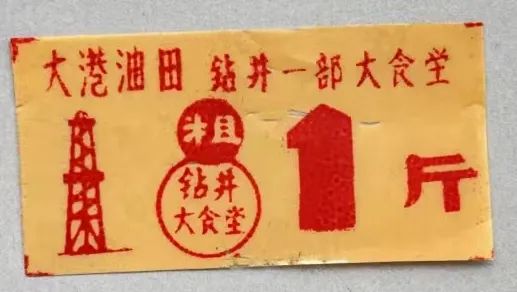 大港油田 钻井一部大食堂
粗
钻井
大食堂
1斤